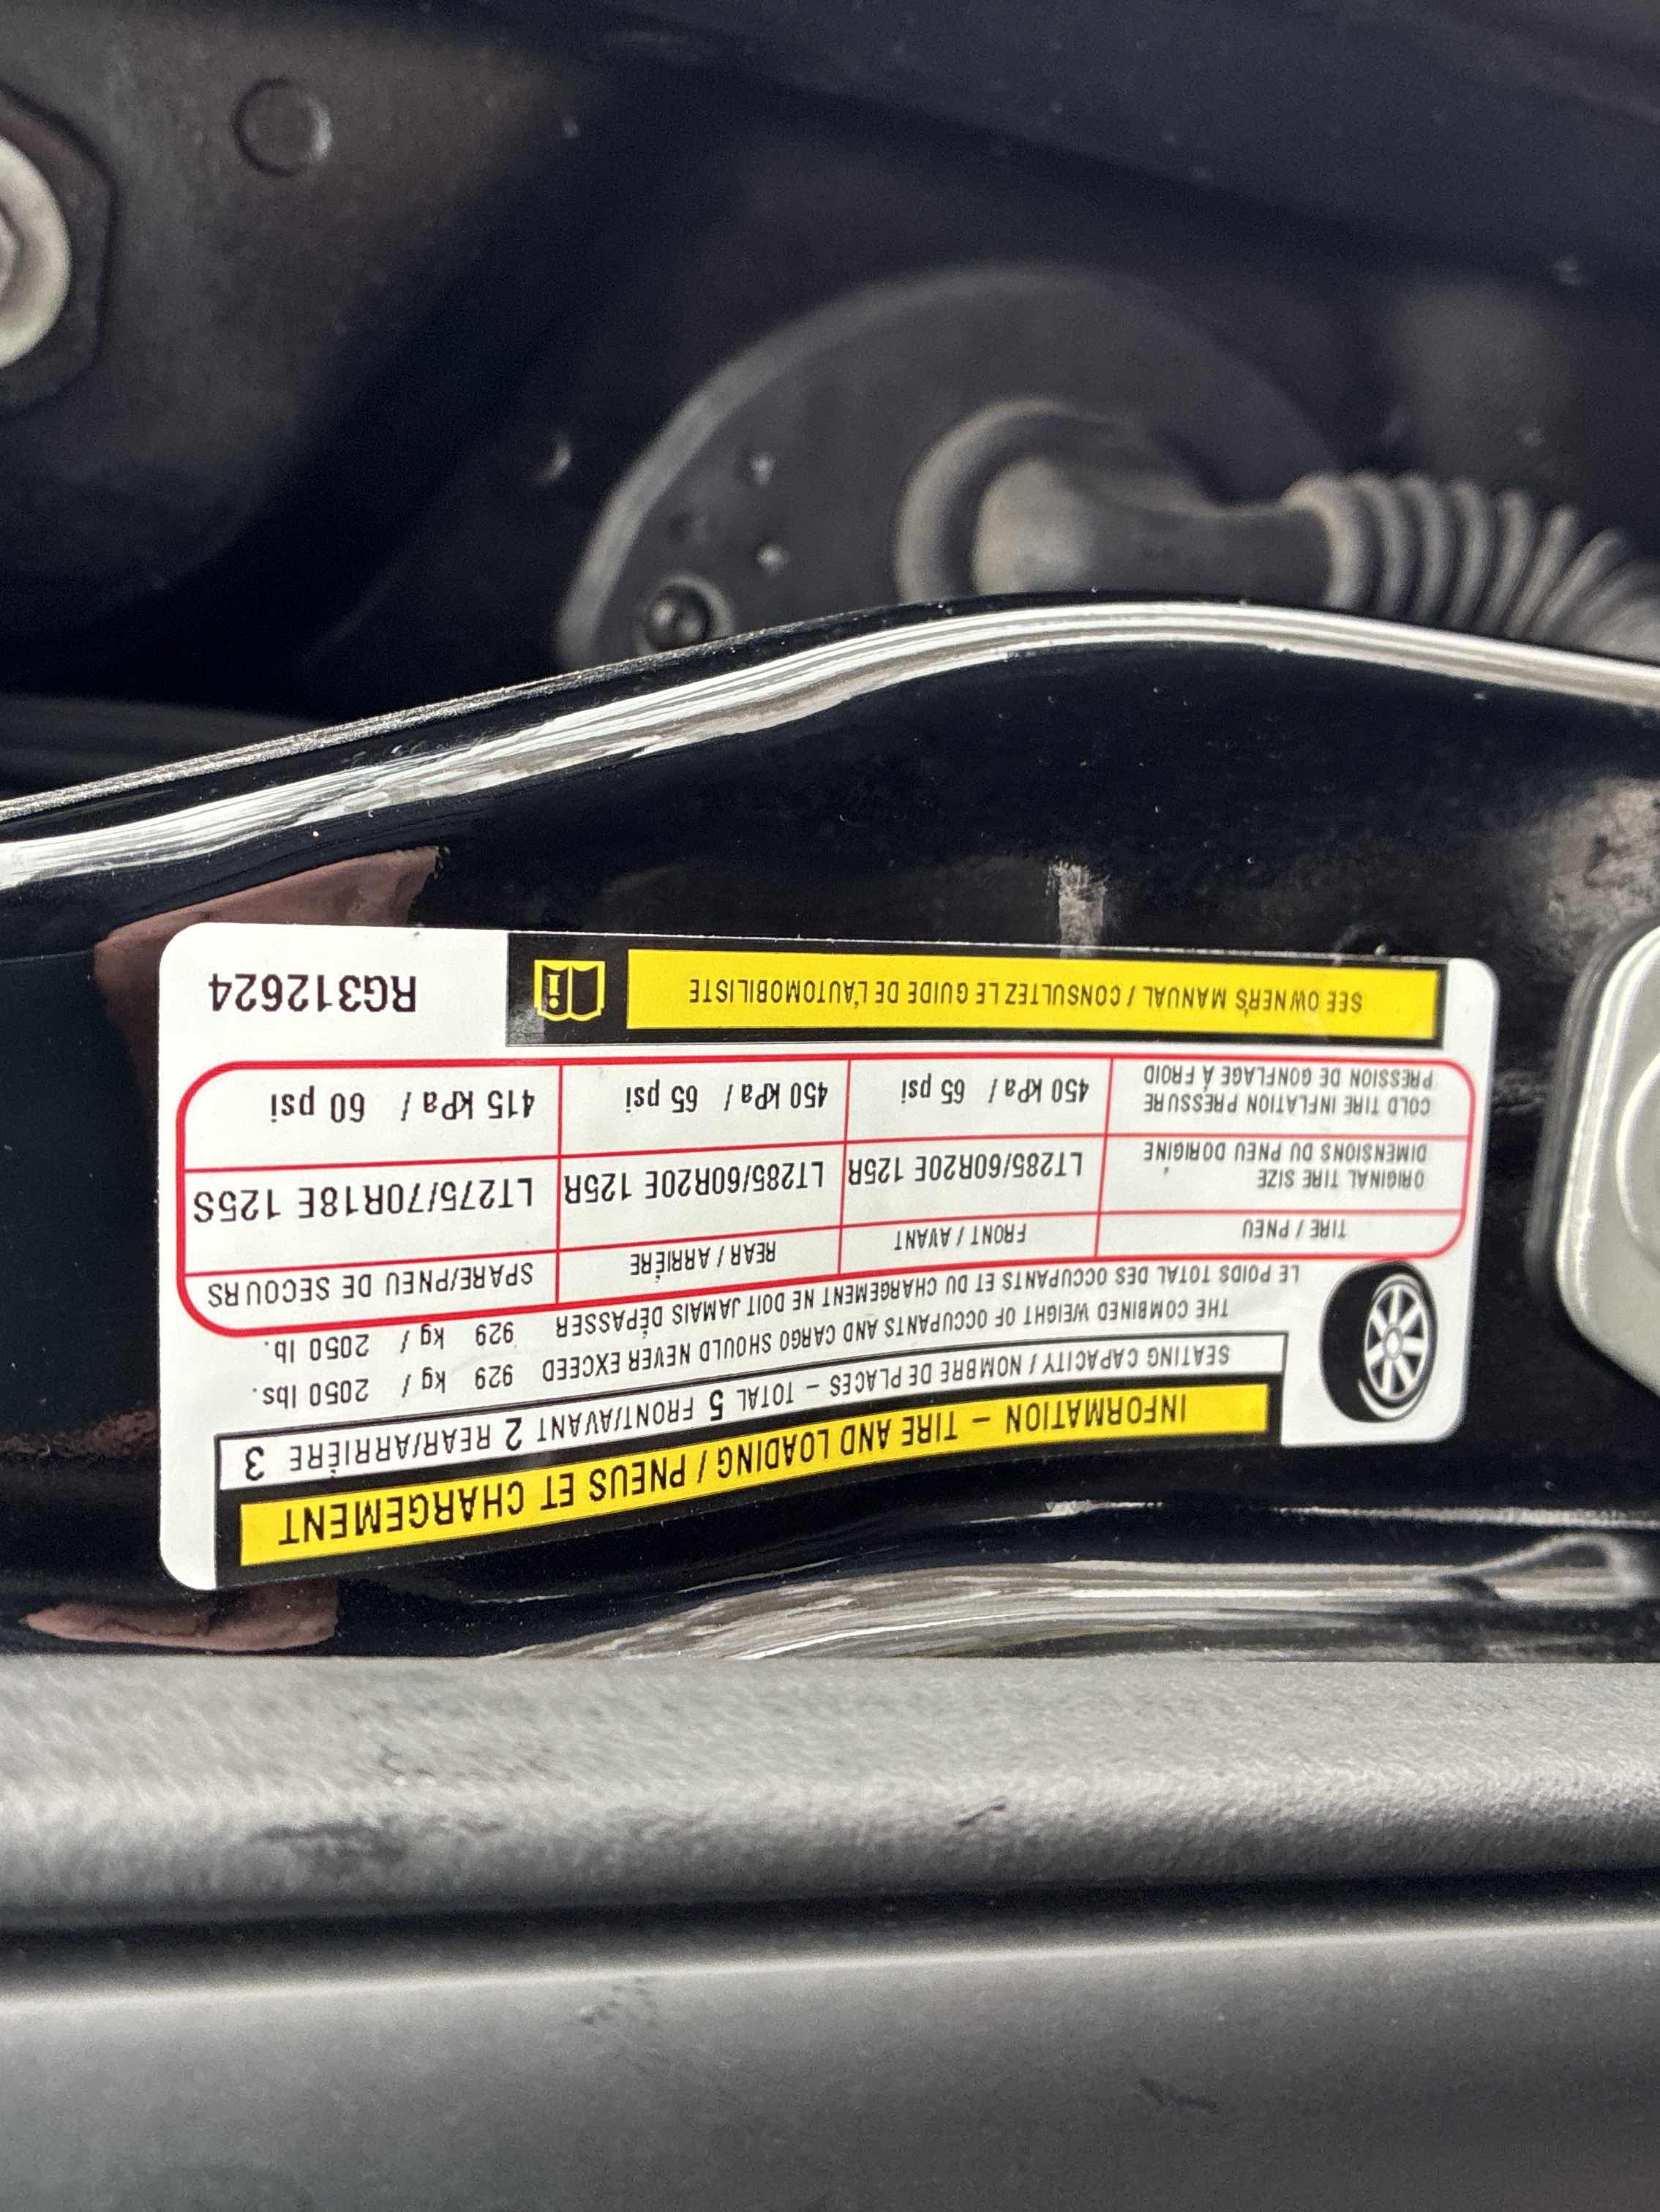 INFORMATION – TIRE AND LOADING / PNEUS ET CHARGEMENT
SEATING CAPACITY / NOMBRE DE PLACES – TOTAL 5 FRONT/AVANT 2 REAR/ARRIÈRE 3
THE COMBINED WEIGHT OF OCCUPANTS AND CARGO SHOULD NEVER EXCEED 929 kg / 2050 lbs.
LE POIDS TOTAL DES OCCUPANTS ET DU CHARGEMENT NE DOIT JAMAIS DÉPASSER 929 kg / 2050 lb.
TIRE / PNEU FRONT / AVANT REAR / ARRIÈRE SPARE/PNEU DE SECOURS
ORIGINAL TIRE SIZE
DIMENSIONS DU PNEU D'ORIGINE LT285/60R20E 125R LT285/60R20E 125R LT275/70R18E 125S
COLD TIRE INFLATION PRESSURE
PRESSION DE GONFLAGE À FROID 450 kPa / 65 psi 450 kPa / 65 psi 415 kPa / 60 psi
SEE OWNERS MANUAL / CONSULTEZ LE GUIDE DE L'AUTOMOBILISTE
RG312624